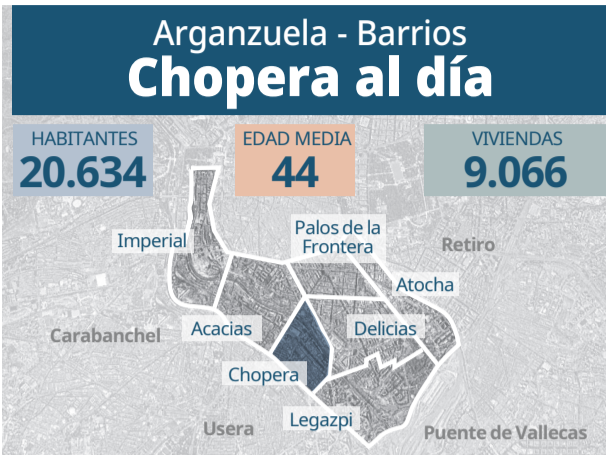 Arganzuela - Barrios
Chopera al día
HABITANTES
20.634
EDAD MEDIA
44
VIVIENDAS
9.066
Imperial
Palos de la
Frontera
Retiro
Atocha
Carabanchel
Acacias
Delicias
Chopera
Legazpi
Usera
Puente de Vallecas